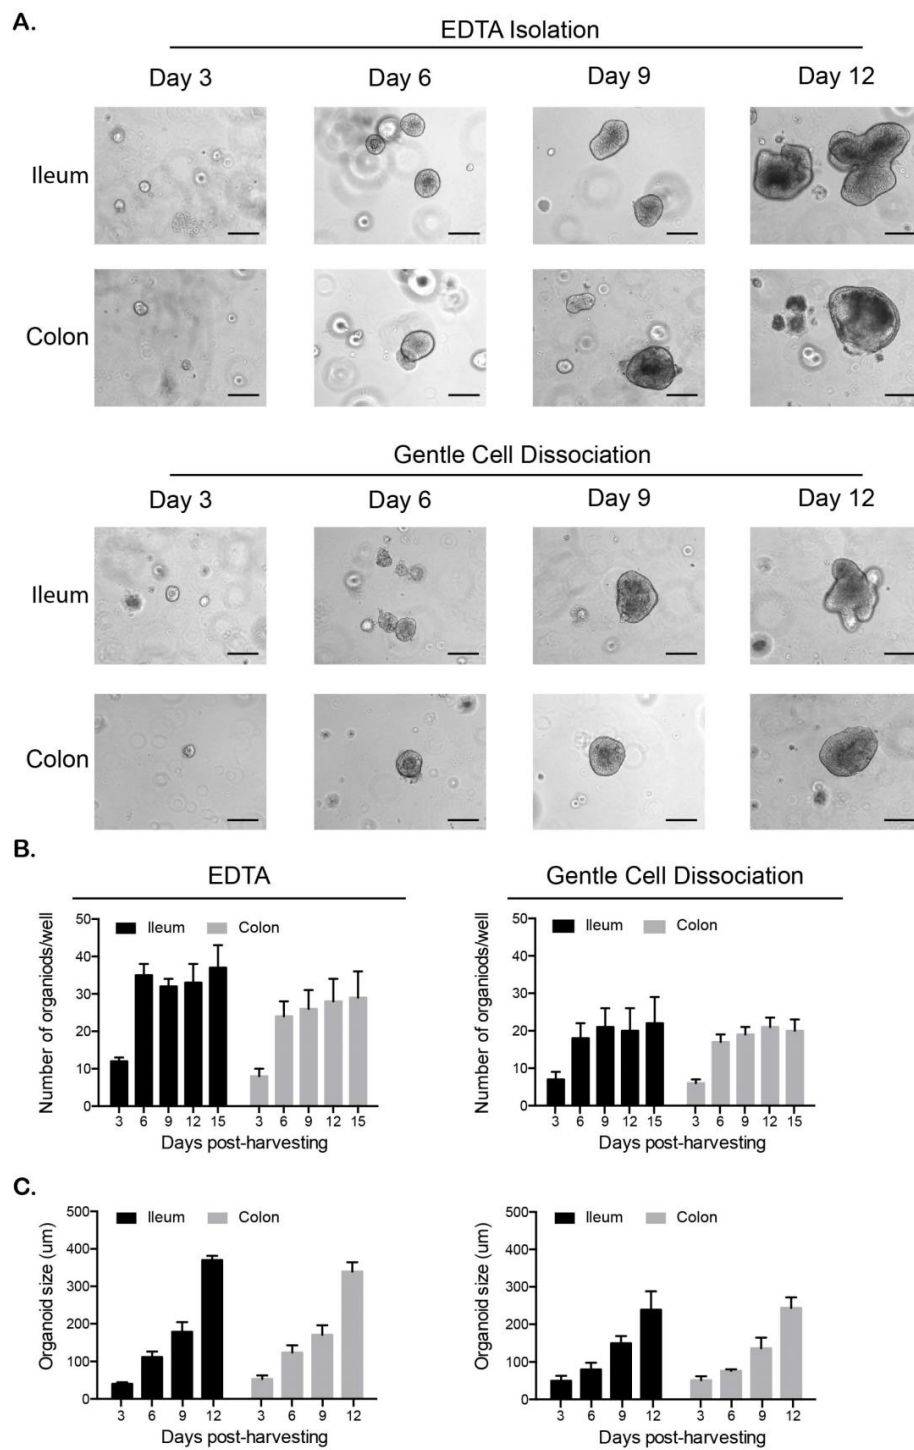 A.
EDTA Isolation
Day 3 Day 6 Day 9 Day 12
Ileum
Colon
Gentle Cell Dissociation
Day 3 Day 6 Day 9 Day 12
Ileum
Colon
B.
EDTA
Number of organiods/well
50
40
30
20
10
0
Ileum Colon
3 6 9 12 15 3 6 9 12 15
Days post-harvesting
Gentle Cell Dissociation
Number of organiods/well
50
40
30
20
10
0
Ileum Colon
3 6 9 12 15 3 6 9 12 15
Days post-harvesting
C.
Organoid size (um)
500
400
300
200
100
0
Ileum Colon
3 6 9 12 3 6 9 12
Days post-harvesting
Organoid size (um)
500
400
300
200
100
0
Ileum Colon
3 6 9 12 3 6 9 12
Days post-harvesting